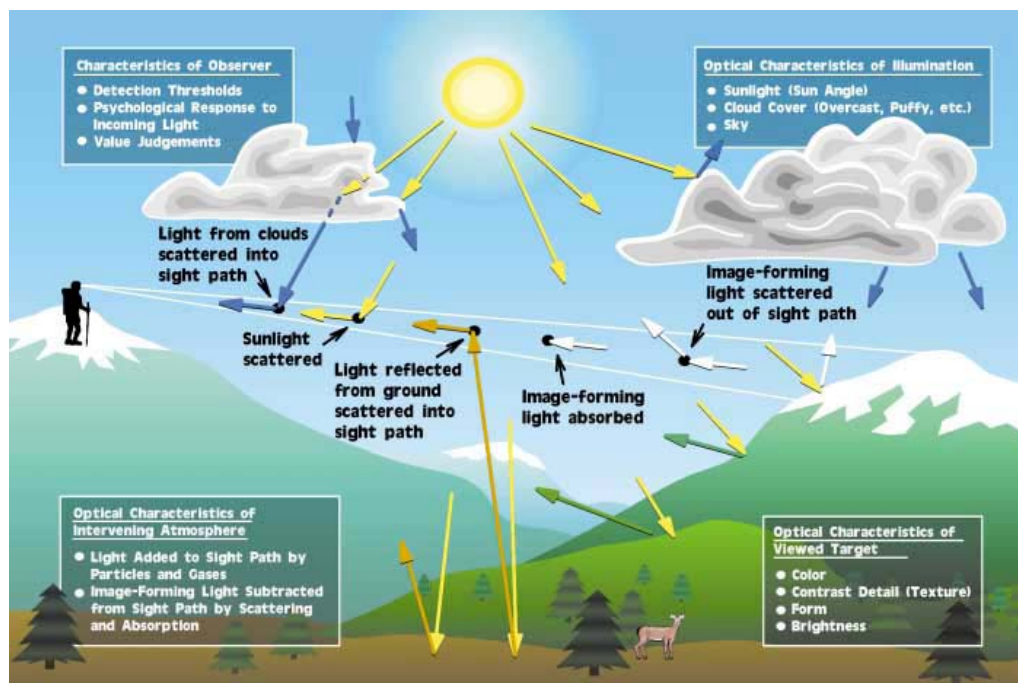 Characteristics of Observer
● Detection Thresholds
● Psychological Response to
Incoming Light
● Value Judgements
Optical Characteristics of Illumination
● Sunlight (Sun Angle)
● Cloud Cover (Overcast, Puffy, etc.)
● Sky
Light from clouds
scattered into
sight path
Sunlight
scattered
Light reflected
from ground
scattered into
sight path
Image-forming
light absorbed
Image-forming
light scattered
out of sight path
Optical Characteristics of
Intervening Atmosphere
● Light Added to Sight Path by
Particles and Gases
● Image-Forming Light Subtracted
from Sight Path by Scattering
and Absorption
Optical Characteristics of
Viewed Target
● Color
● Contrast Detail (Texture)
● Form
● Brightness